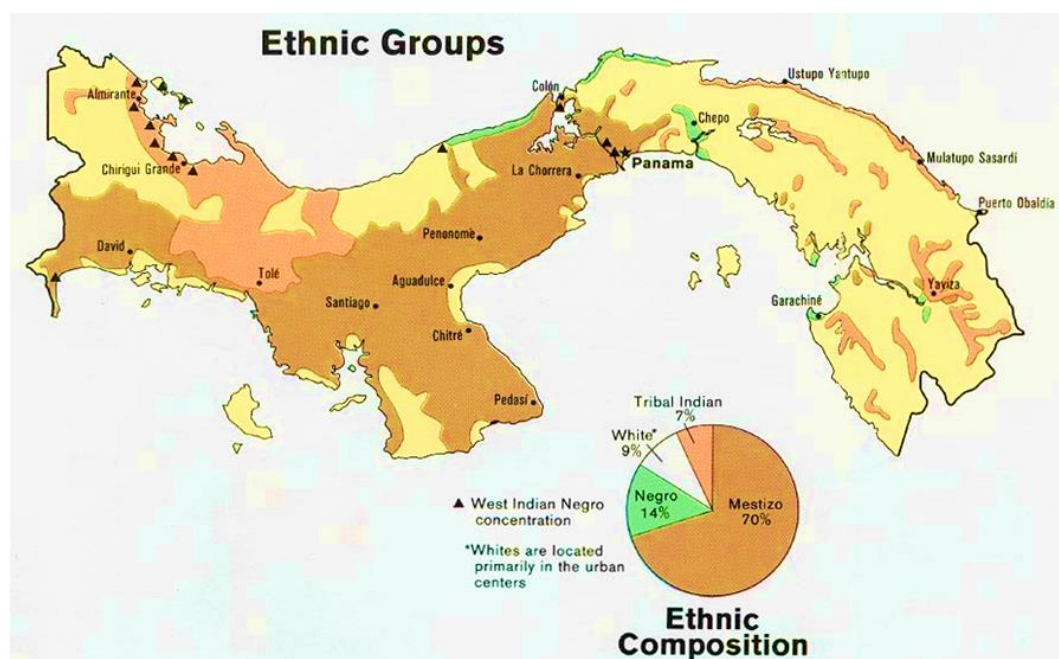 Ethnic Groups
Almirante
Chirigui Grande
David
Tolé
Santiago
Penonome
Aguadulce
Chitré
Pedasí
Colón
La Chorrera
Panama
Chepo
Ustupo Yantupo
Mulatupo Sasardi
Puerto Obaldia
Yaviza
Garachiné
Tribal Indian
7%
White*
9%
Negro
14%
Mestizo
70%
▲ West Indian Negro
concentration
*Whites are located
primarily in the urban
centers
Ethnic
Composition